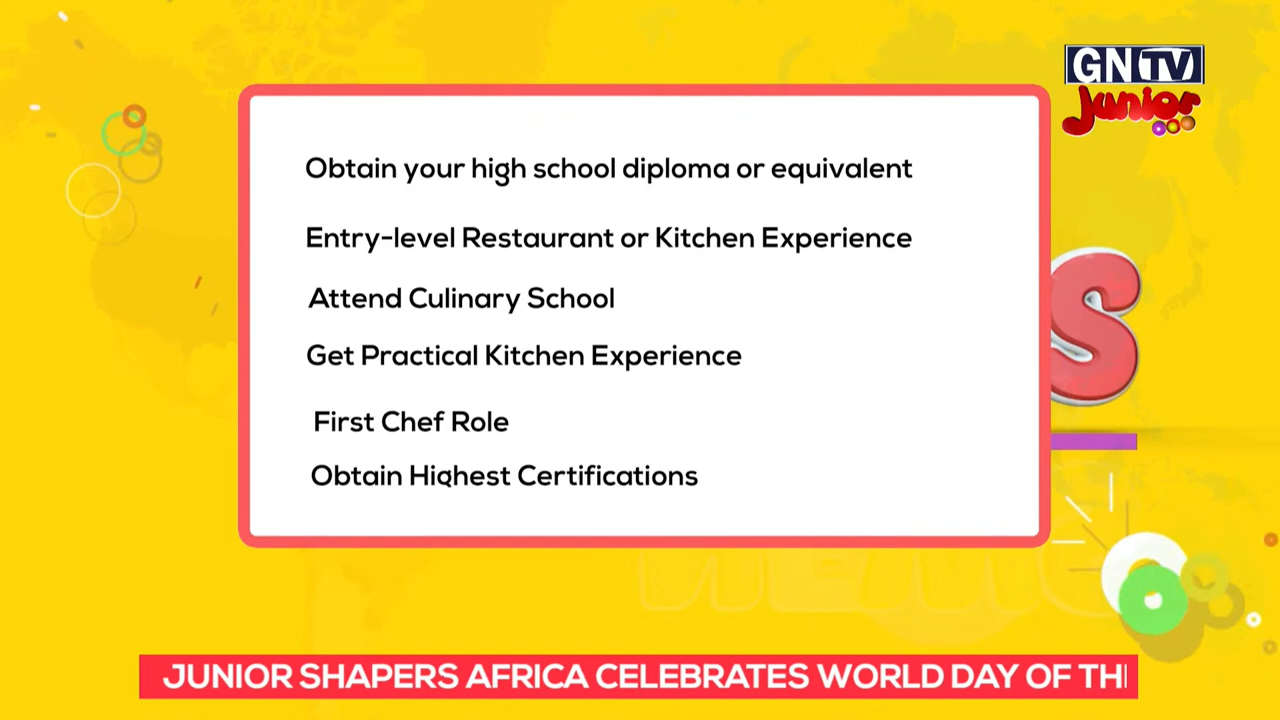 GNTV
Junior
Obtain your high school diploma or equivalent
Entry-level Restaurant or Kitchen Experience
Attend Culinary School
Get Practical Kitchen Experience
First Chef Role
Obtain Highest Certifications
S
JUNIOR SHAPERS AFRICA CELEBRATES WORLD DAY OF